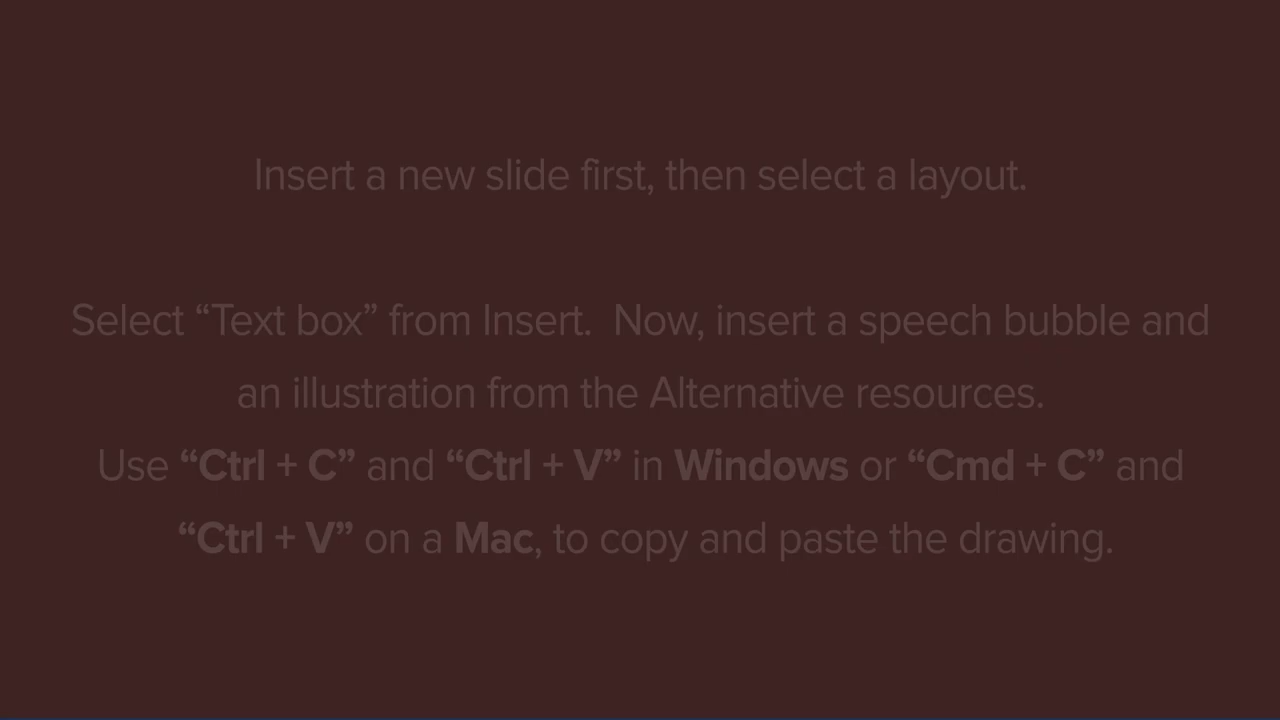 Insert a new slide first, then select a layout.
Select “Text box” from Insert.  Now, insert a speech bubble and
an illustration from the Alternative resources.
Use “Ctrl + C” and “Ctrl + V” in Windows or “Cmd + C” and
“Ctrl + V” on a Mac, to copy and paste the drawing.